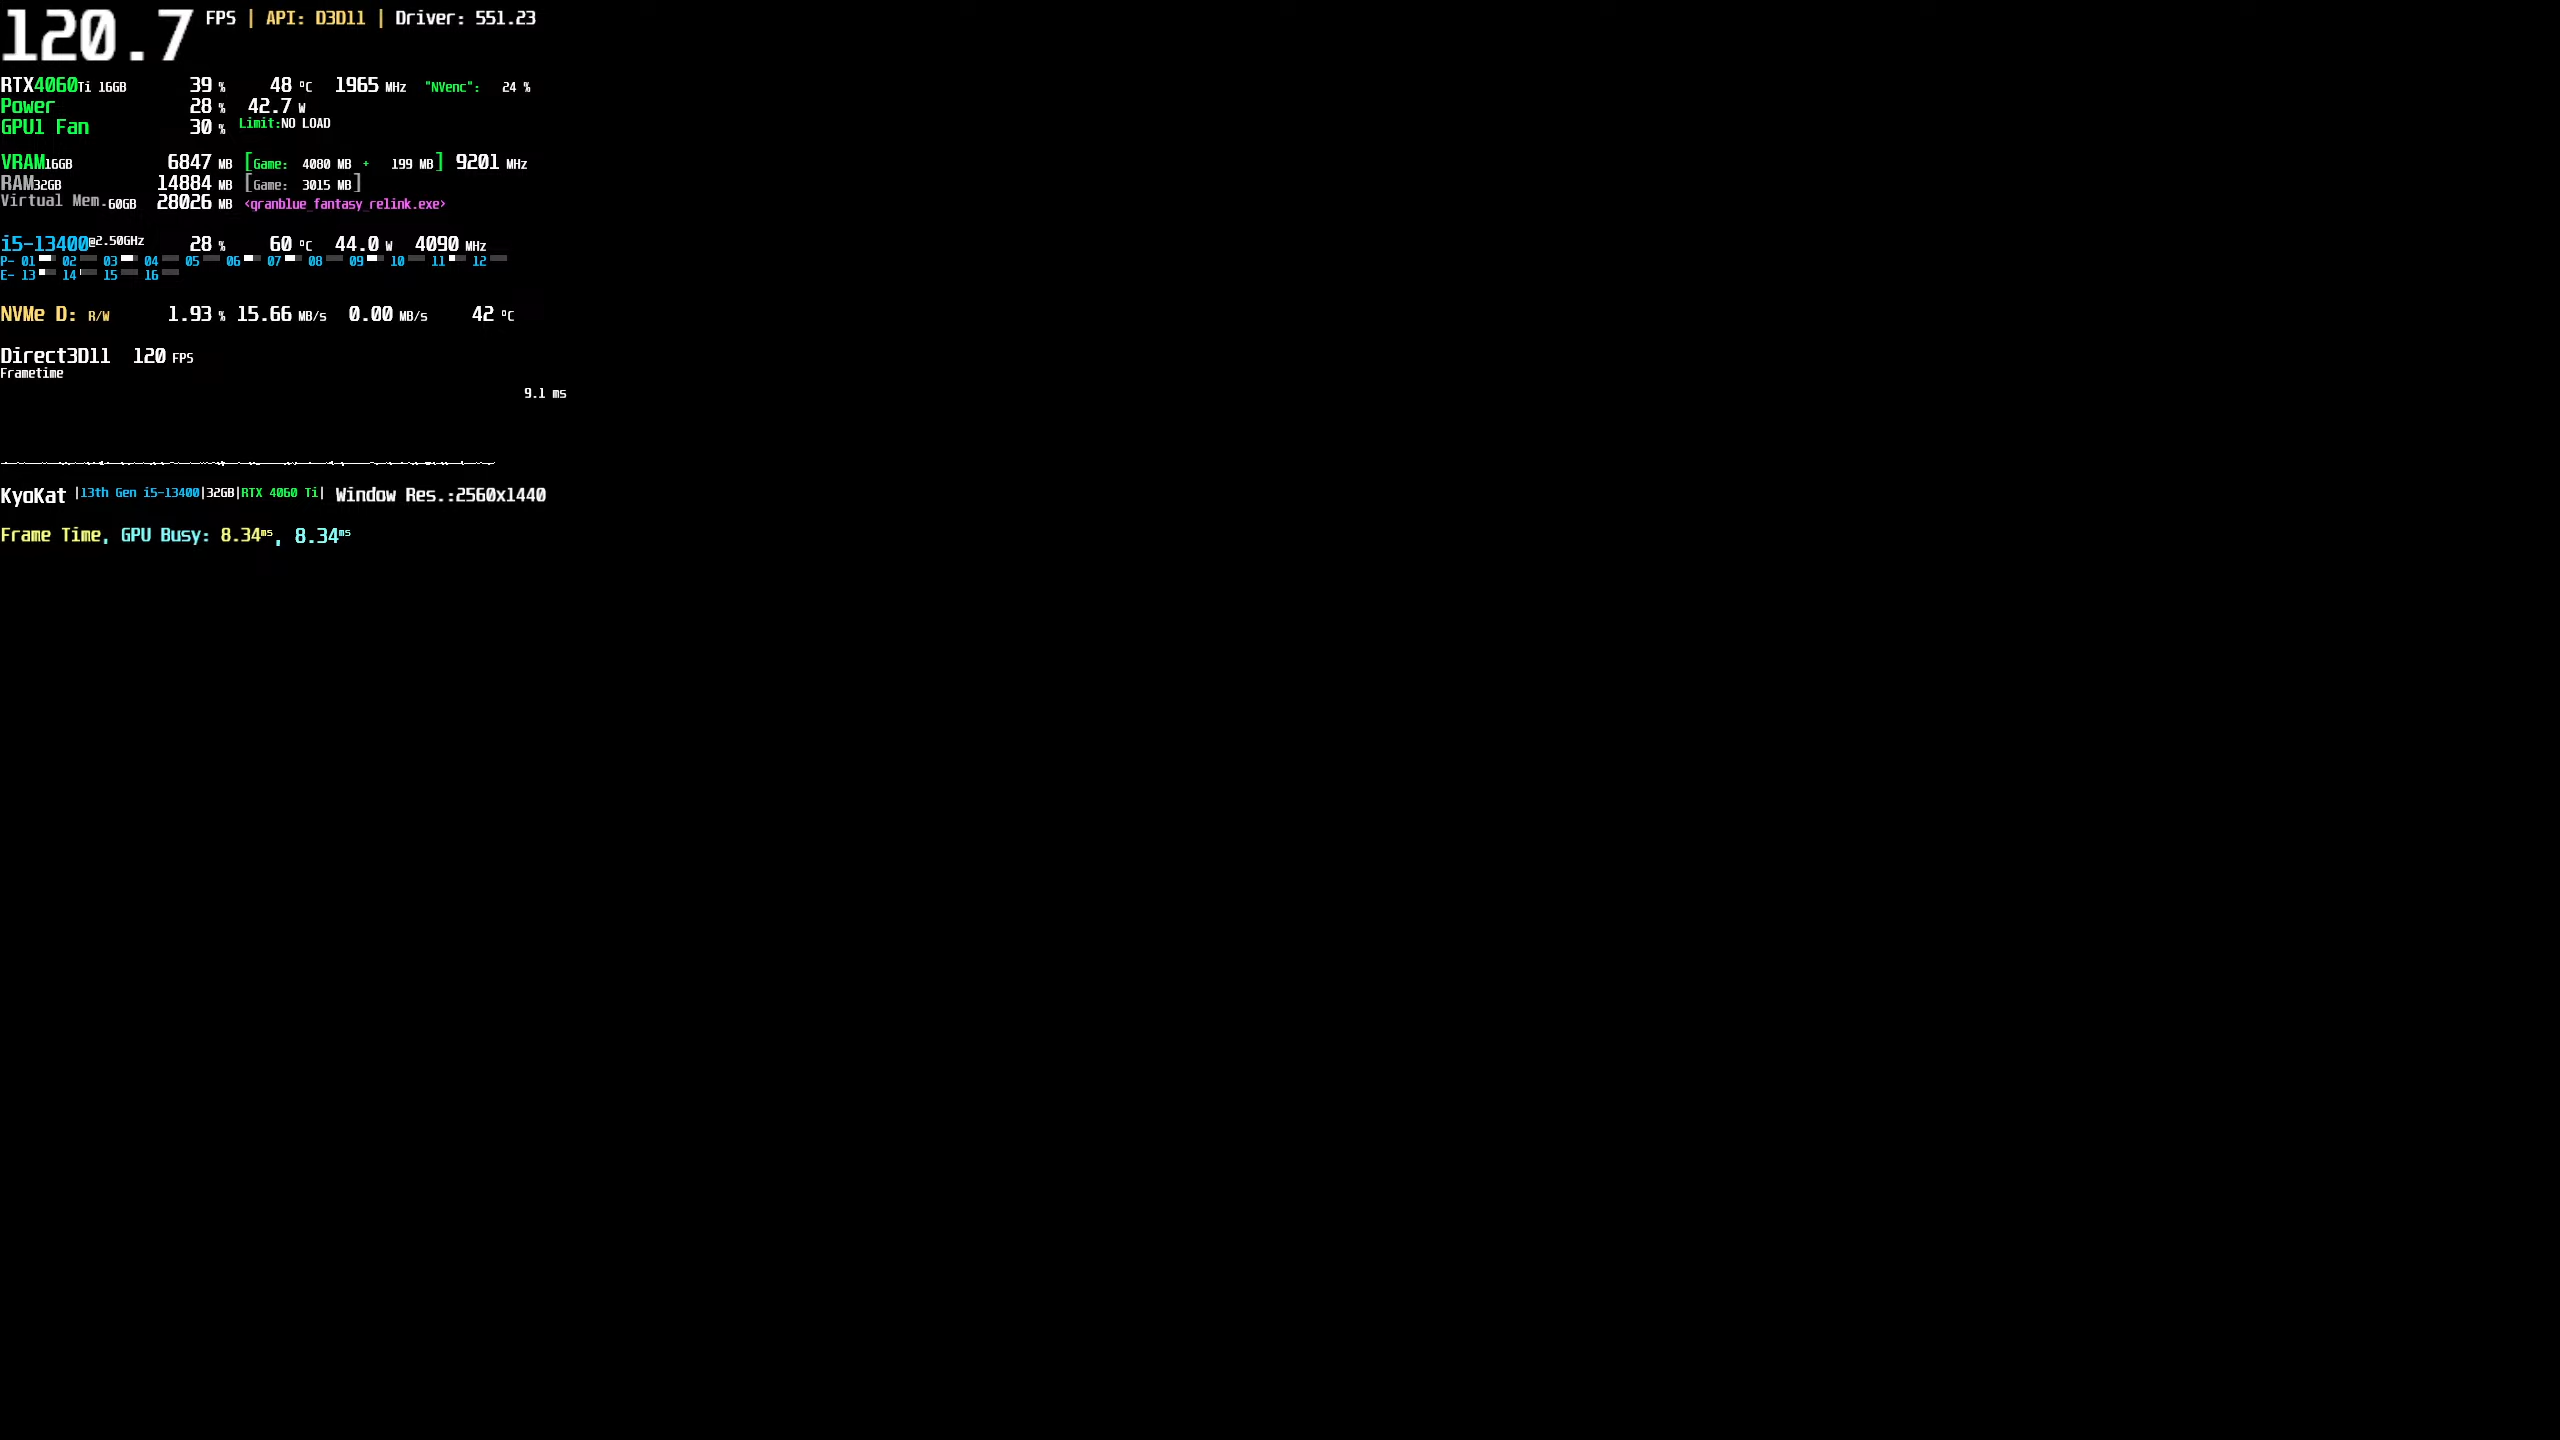 120.7 FPS | API: D3D11 | Driver: 551.23
RTX4060Ti 16GB 39 % 48 °C 1965 MHz "NVenc": 24 %
Power 28 % 42.7 W
GPU1 Fan 30 % Limit:NO LOAD
VRAM16GB 6847 MB [Game: 4080 MB + 199 MB] 9201 MHz
RAM32GB 14884 MB [Game: 3015 MB]
Virtual Mem.60GB 28026 MB <granblue_fantasy_relink.exe>
i5-13400@2.50GHz 28 % 60 °C 44.0 W 4090 MHz
P- 01 02 03 04 05 06 07 08 09 10 11 12
E- 13 14 15 16
NVMe D: R/W 1.93 % 15.66 MB/s 0.00 MB/s 42 °C
Direct3D11 120 FPS
Frametime
9.1 ms
KyoKat |13th Gen i5-13400|32GB|RTX 4060 Ti| Window Res.:2560x1440
Frame Time, GPU Busy: 8.34ms, 8.34ms